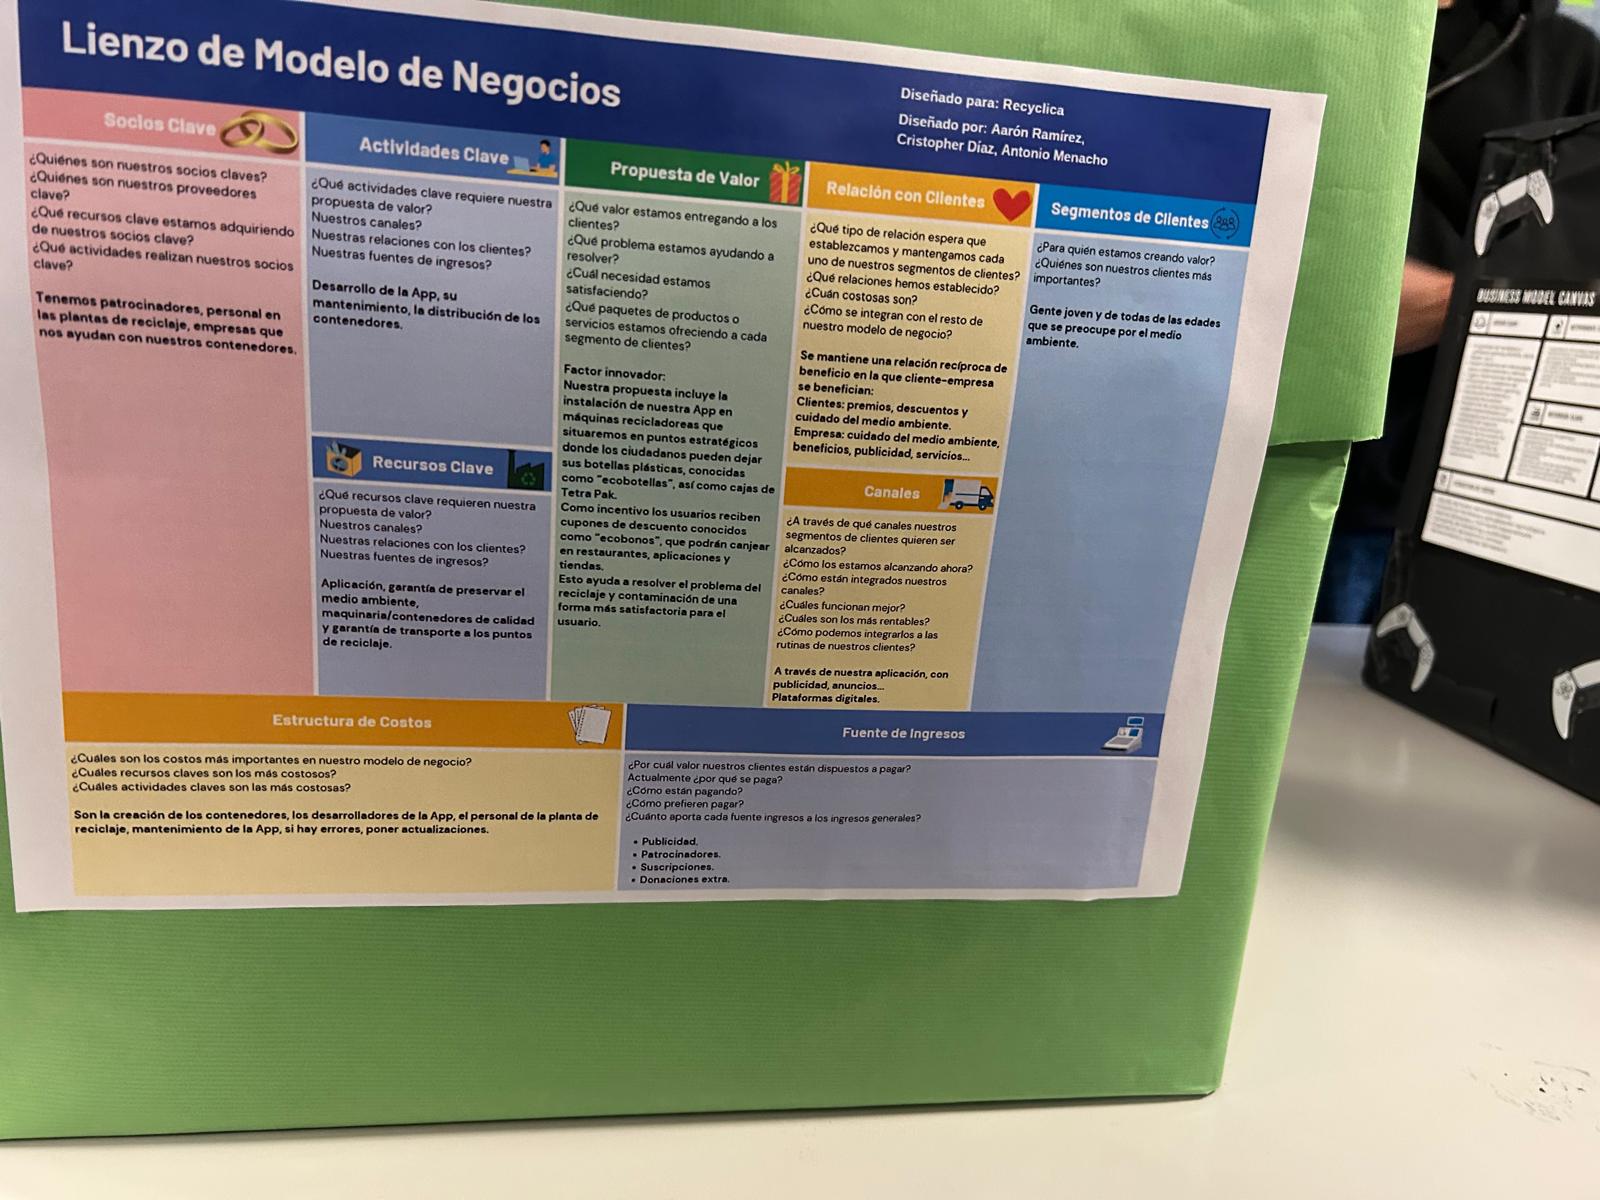 Lienzo de Modelo de Negocios
Diseñado para: Recyclica
Diseñado por: Aarón Ramírez,
Cristopher Díaz, Antonio Menacho
Socios Clave
¿Quiénes son nuestros socios claves?
¿Quiénes son nuestros proveedores
clave?
¿Qué recursos clave estamos adquiriendo
de nuestros socios clave?
¿Qué actividades realizan nuestros socios
clave?
Tenemos patrocinadores, personal en
las plantas de reciclaje, empresas que
nos ayudan con nuestros contenedores.
Actividades Clave
¿Qué actividades clave requiere nuestra
propuesta de valor?
Nuestros canales?
Nuestras relaciones con los clientes?
Nuestras fuentes de ingresos?
Desarrollo de la App, su
mantenimiento, la distribución de los
contenedores.
Recursos Clave
¿Qué recursos clave requieren nuestra
propuesta de valor?
Nuestros canales?
Nuestras relaciones con los clientes?
Nuestras fuentes de ingresos?
Aplicación, garantía de preservar el
medio ambiente,
maquinaria/contenedores de calidad
y garantía de transporte a los puntos
de reciclaje.
Propuesta de Valor
¿Qué valor estamos entregando a los
clientes?
¿Qué problema estamos ayudando a
resolver?
¿Cuál necesidad estamos
satisfaciendo?
¿Qué paquetes de productos o
servicios estamos ofreciendo a cada
segmento de clientes?
Factor innovador:
Nuestra propuesta incluye la
instalación de nuestra App en
máquinas recicladoreas que
situaremos en puntos estratégicos
donde los ciudadanos pueden dejar
sus botellas plásticas, conocidas
como "ecobotellas", así como cajas de
Tetra Pak.
Como incentivo los usuarios reciben
cupones de descuento conocidos
como "ecobonos", que podrán canjear
en restaurantes, aplicaciones y
tiendas.
Esto ayuda a resolver el problema del
reciclaje y contaminación de una
forma más satisfactoria para el
usuario.
Relación con Clientes
¿Qué tipo de relación espera que
establezcamos y mantengamos cada
uno de nuestros segmentos de clientes?
¿Qué relaciones hemos establecido?
¿Cuán costosas son?
¿Cómo se integran con el resto de
nuestro modelo de negocio?
Se mantiene una relación recíproca de
beneficio en la que cliente-empresa
se benefician:
Clientes: premios, descuentos y
cuidado del medio ambiente.
Empresa: cuidado del medio ambiente,
beneficios, publicidad, servicios...
Canales
¿A través de qué canales nuestros
segmentos de clientes quieren ser
alcanzados?
¿Cómo los estamos alcanzando ahora?
¿Cómo están integrados nuestros
canales?
¿Cuáles funcionan mejor?
¿Cuáles son los más rentables?
¿Cómo podemos integrarlos a las
rutinas de nuestros clientes?
A través de nuestra aplicación, con
publicidad, anuncios...
Plataformas digitales.
Segmentos de Clientes
¿Para quién estamos creando valor?
¿Quiénes son nuestros clientes más
importantes?
Gente joven y de todas de las edades
que se preocupe por el medio
ambiente.
Estructura de Costos
¿Cuáles son los costos más importantes en nuestro modelo de negocio?
¿Cuáles recursos claves son los más costosos?
¿Cuáles actividades claves son las más costosas?
Son la creación de los contenedores, los desarrolladores de la App, el personal de la planta de
reciclaje, mantenimiento de la App, si hay errores, poner actualizaciones.
Fuente de Ingresos
¿Por cuál valor nuestros clientes están dispuestos a pagar?
Actualmente ¿por qué se paga?
¿Cómo están pagando?
¿Cómo prefieren pagar?
¿Cuánto aporta cada fuente ingresos a los ingresos generales?
• Publicidad.
• Patrocinadores.
• Suscripciones.
• Donaciones extra.
BUSINESS MODEL CANVAS